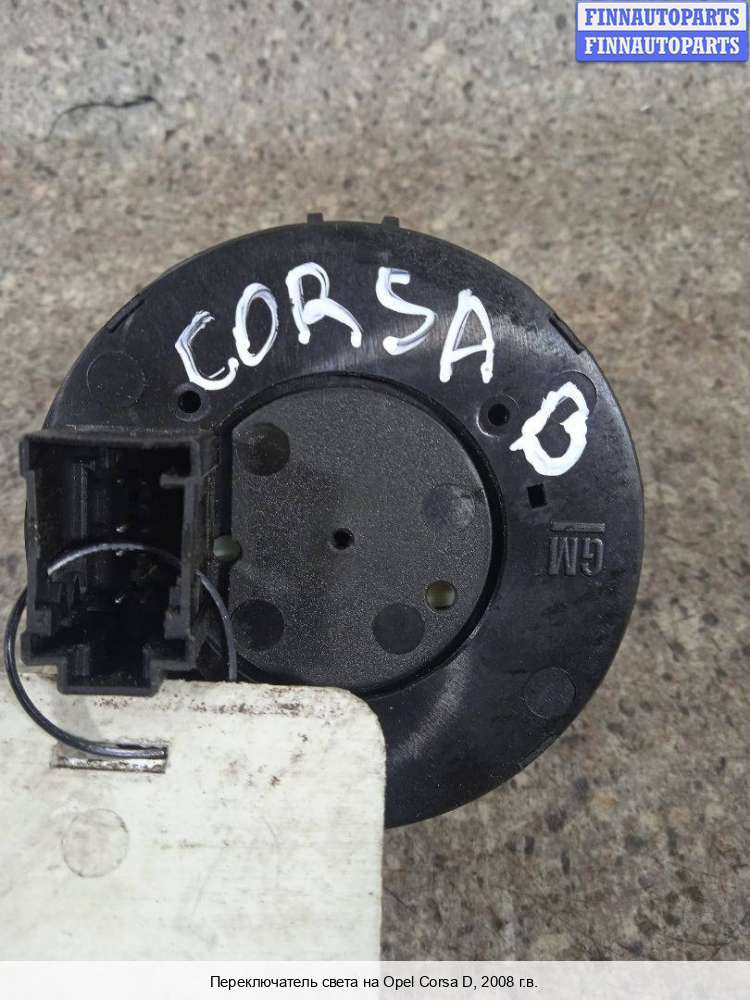 FINNAUTOPARTS
FINNAUTOPARTS
CORSA
D
GM
Переключатель света на Opel Corsa D, 2008 г.в.